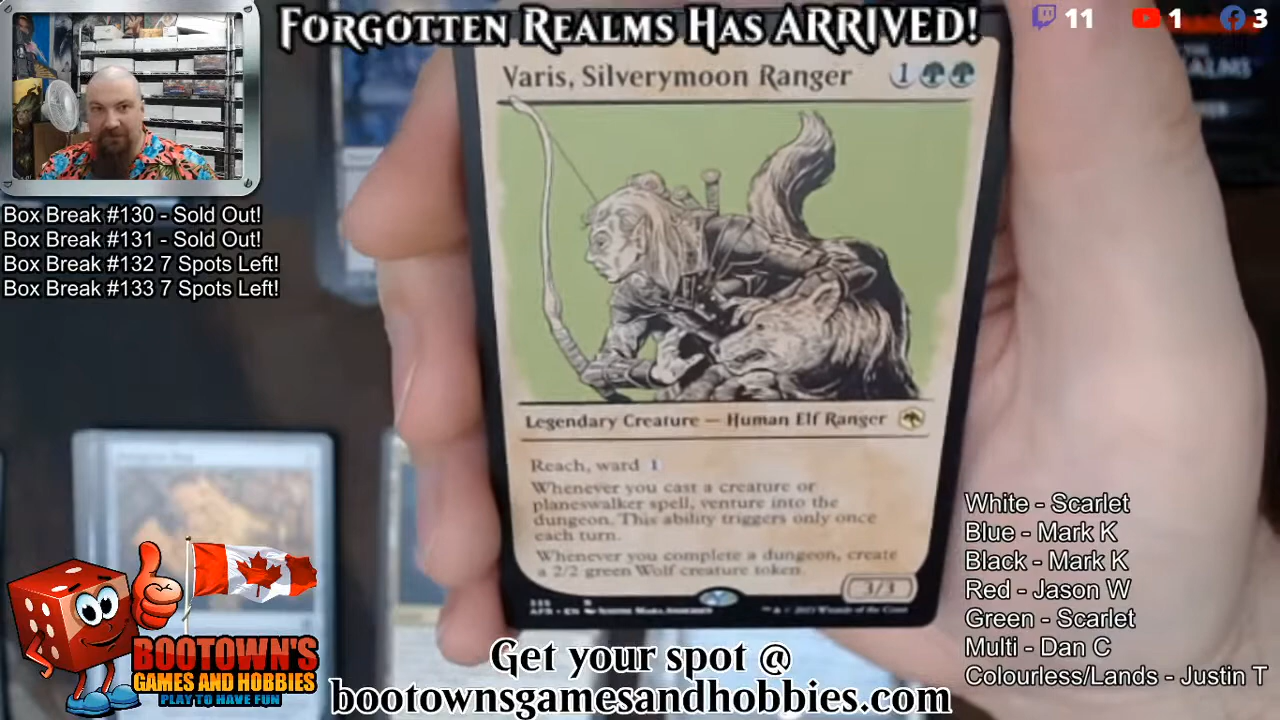 FORGOTTEN REALMS HAS ARRIVED!
11 1 3
Varis, Silverymoon Ranger 1
Box Break #130 - Sold Out!
Box Break #131 - Sold Out!
Box Break #132 7 Spots Left!
Box Break #133 7 Spots Left!
Legendary Creature — Human Elf Ranger
Reach, ward 1
Whenever you cast a creature or
planeswalker spell, venture into the
dungeon. This ability triggers only once
each turn.
Whenever you complete a dungeon, create
a 2/2 green Wolf creature token.
3/3
AFR • EN
White - Scarlet
Blue - Mark K
Black - Mark K
Red - Jason W
Green - Scarlet
Multi - Dan C
Colourless/Lands - Justin T
BOOTOWN'S
GAMES AND HOBBIES
PLAY TO HAVE FUN
Get your spot @
bootownsgamesandhobbies.com